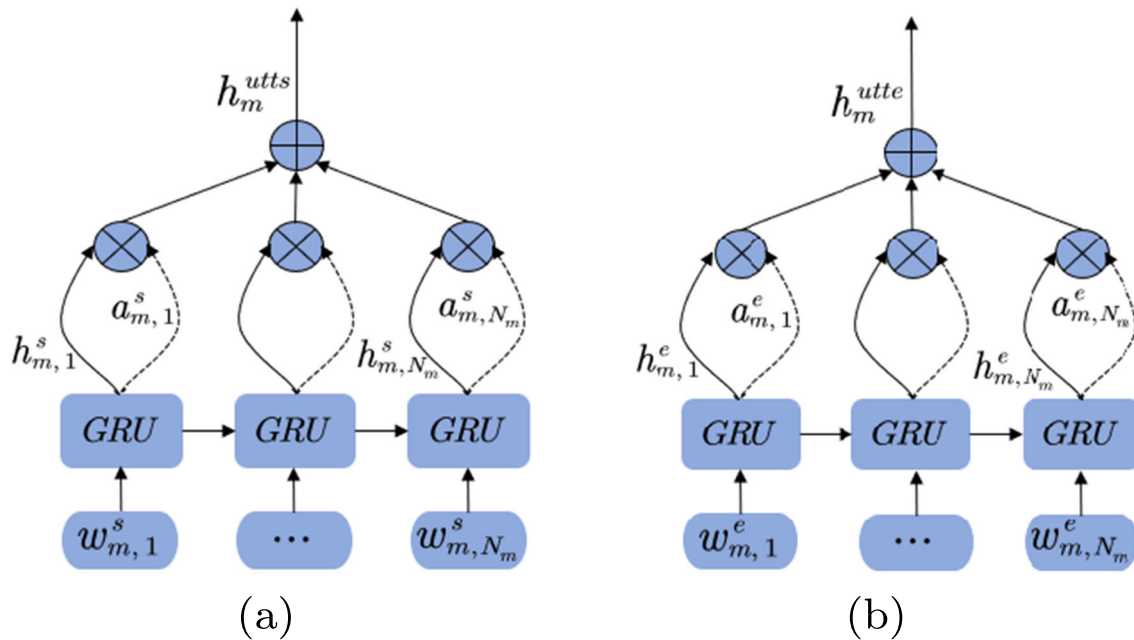 h_m^{utts} h_m^{utte}
a_{m,1}^s a_{m,N_m}^s a_{m,1}^e a_{m,N_m}^e
h_{m,1}^s h_{m,N_m}^s h_{m,1}^e h_{m,N_m}^e
GRU GRU GRU GRU GRU GRU
w_{m,1}^s ... w_{m,N_m}^s w_{m,1}^e ... w_{m,N_m}^e
(a) (b)